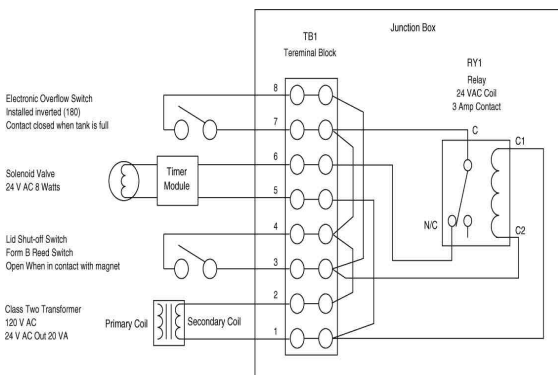 Junction Box
TB1
Tereminal Block
RY1
Relay
24 VAC Coil
3 Amp Contact
Electronic Overflow Switch
Installed inverted (180)
Contact closed when tank is full
8
7
C
C1
6
Solenoid Valve
24 V AC 8 Watts
Timer
Module
5
N/C
C2
4
Lid Shut-off Switch
Form B Reed Switch
Open When in contact with magnet
3
2
Class Two Transformer
120 V AC
24 V AC Out 20 VA
Primary Coil
Secondary Coil
1